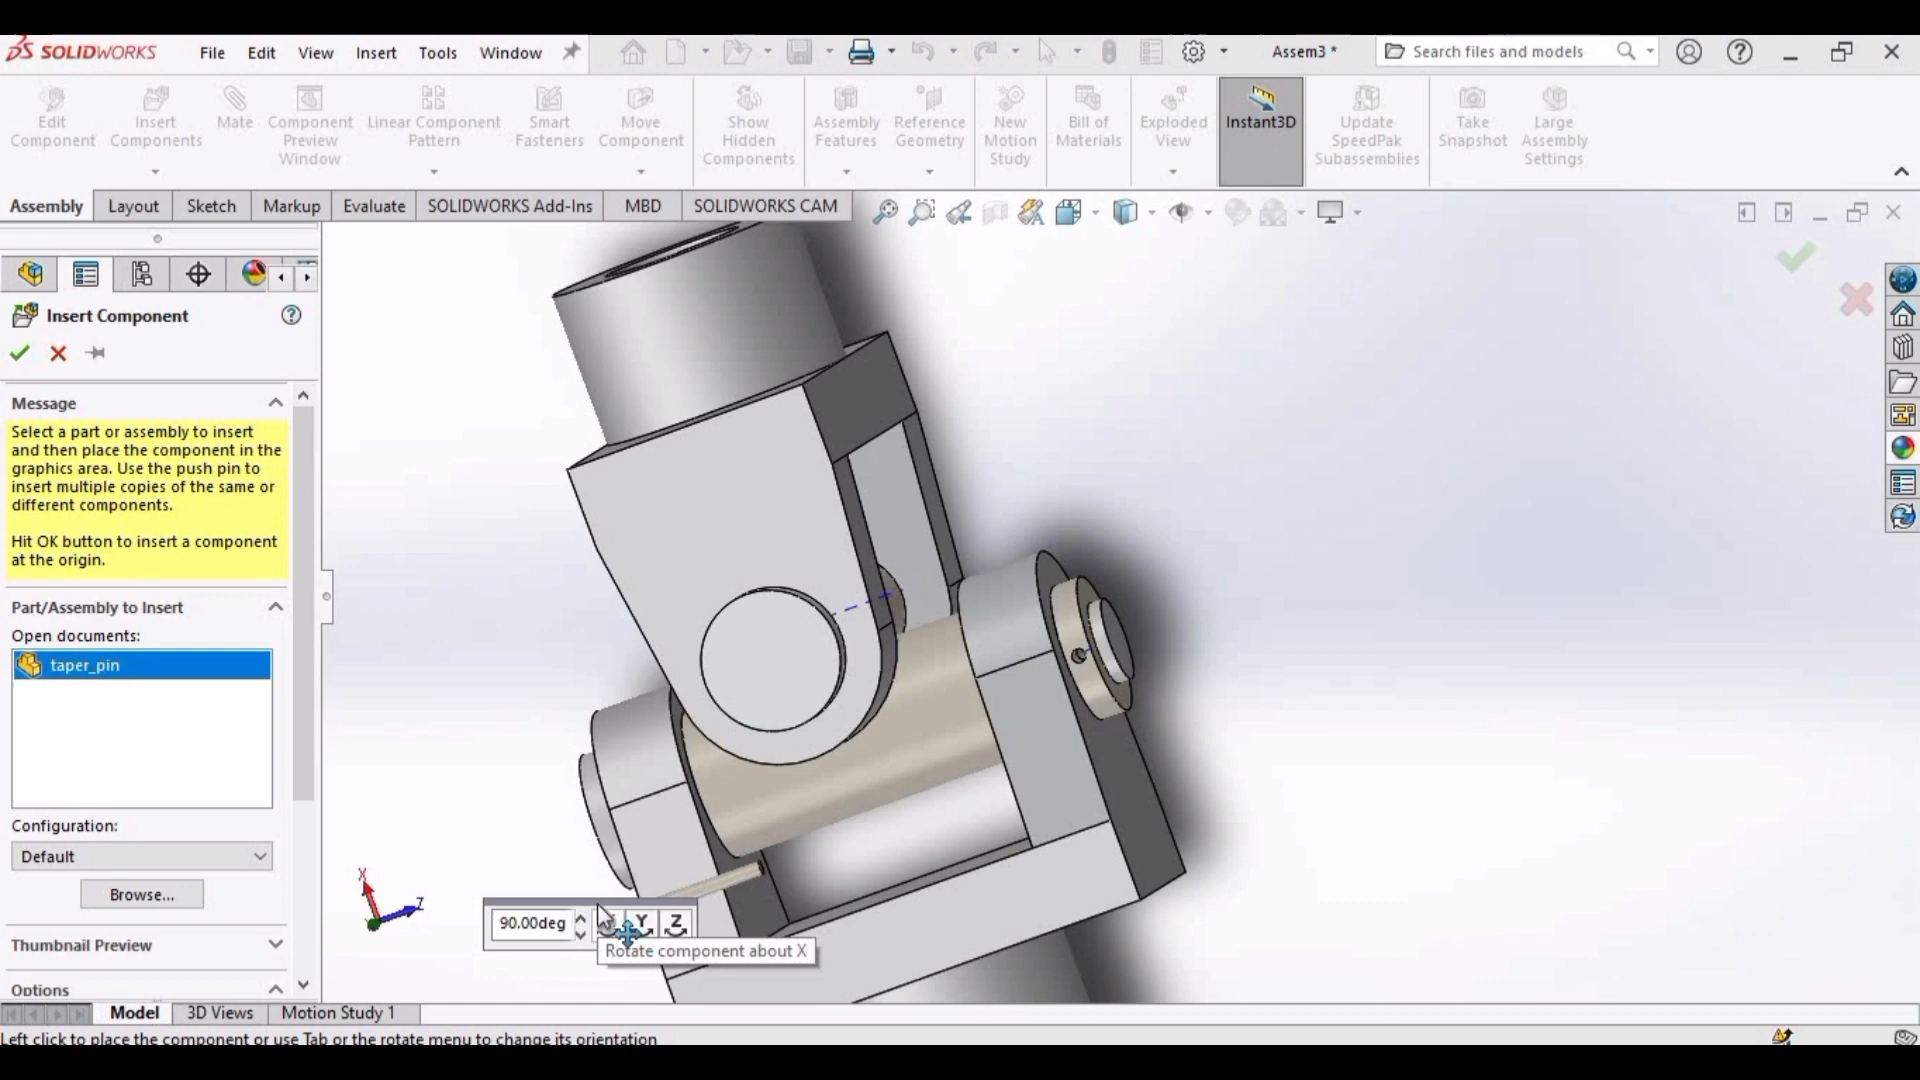 SOLIDWORKS File Edit View Insert Tools Window Assem3 * Search files and models
Edit Component
Insert Components
Mate
Component Preview Window
Linear Component Pattern
Smart Fasteners
Move Component
Show Hidden Components
Assembly Features
Reference Geometry
New Motion Study
Bill of Materials
Exploded View
Instant3D
Update SpeedPak Subassemblies
Take Snapshot
Large Assembly Settings
Assembly Layout Sketch Markup Evaluate SOLIDWORKS Add-Ins MBD SOLIDWORKS CAM
Insert Component
Message
Select a part or assembly to insert
and then place the component in the
graphics area. Use the push pin to
insert multiple copies of the same or
different components.
Hit OK button to insert a component
at the origin.
Part/Assembly to Insert
Open documents:
taper_pin
Configuration:
Default
Browse...
Thumbnail Preview
Options
X
Z
90.00deg Y Z
Rotate component about X
Model 3D Views Motion Study 1
Left click to place the component or use Tab or the rotate menu to change its orientation